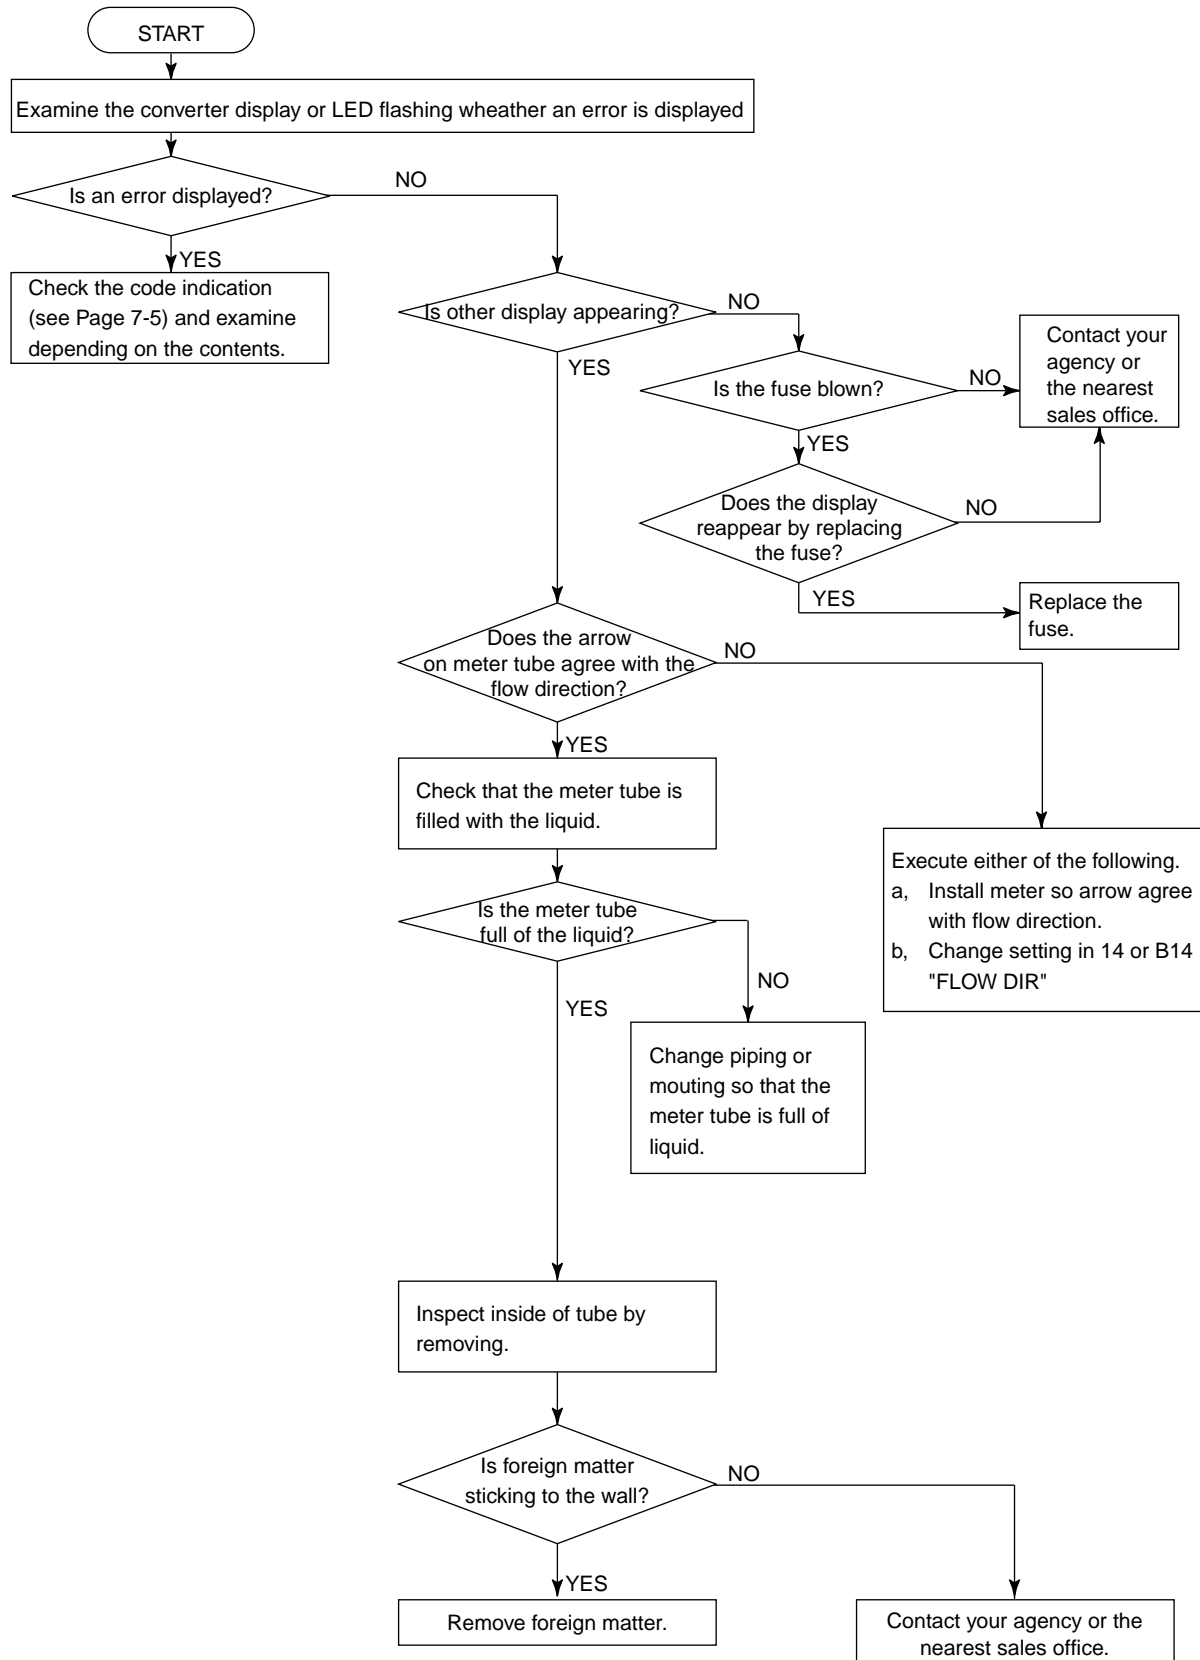 START
Examine the converter display or LED flashing wheather an error is displayed
Is an error displayed?
NO
YES
Check the code indication
(see Page 7-5) and examine
depending on the contents.
Is other display appearing?
NO
YES
Is the fuse blown?
NO
Contact your
agency or
the nearest
sales office.
YES
Does the display
reappear by replacing
the fuse?
NO
YES
Replace the
fuse.
Does the arrow
on meter tube agree with the
flow direction?
NO
YES
Check that the meter tube is
filled with the liquid.
Execute either of the following.
a, Install meter so arrow agree
with flow direction.
b, Change setting in 14 or B14
"FLOW DIR"
Is the meter tube
full of the liquid?
NO
YES
Change piping or
mouting so that the
meter tube is full of
liquid.
Inspect inside of tube by
removing.
Is foreign matter
sticking to the wall?
NO
YES
Remove foreign matter.
Contact your agency or the
nearest sales office.